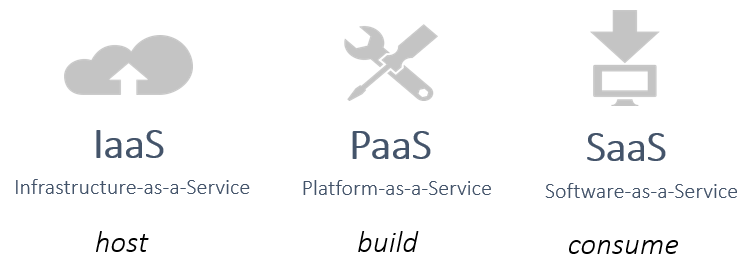 IaaS
Infrastructure-as-a-Service
host
PaaS
Platform-as-a-Service
build
SaaS
Software-as-a-Service
consume